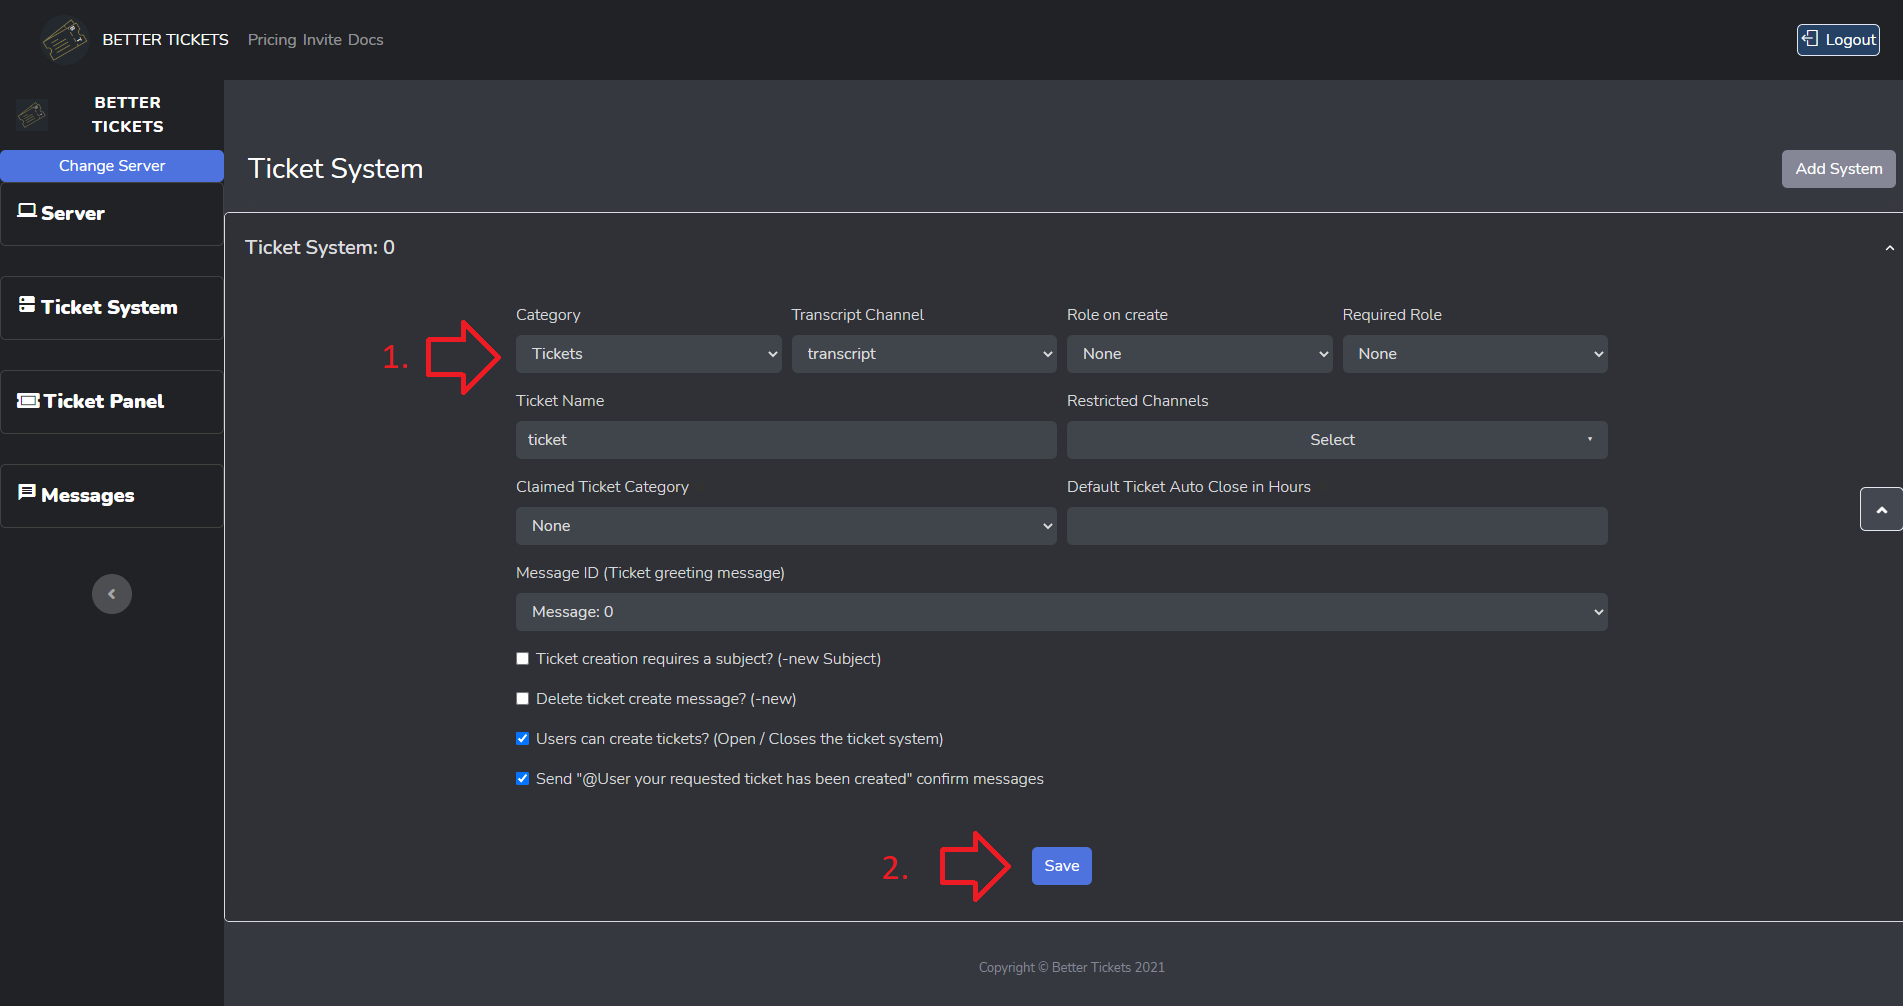 BETTER TICKETS Pricing Invite Docs
Logout
BETTER
TICKETS
Change Server
Server
Ticket System
Ticket Panel
Messages
Ticket System
Add System
Ticket System: 0
Category Transcript Channel Role on create Required Role
1. Tickets transcript None None
Ticket Name Restricted Channels
ticket Select
Claimed Ticket Category Default Ticket Auto Close in Hours
None
Message ID (Ticket greeting message)
Message: 0
Ticket creation requires a subject? (-new Subject)
Delete ticket create message? (-new)
Users can create tickets? (Open / Closes the ticket system)
Send "@User your requested ticket has been created" confirm messages
2. Save
Copyright © Better Tickets 2021